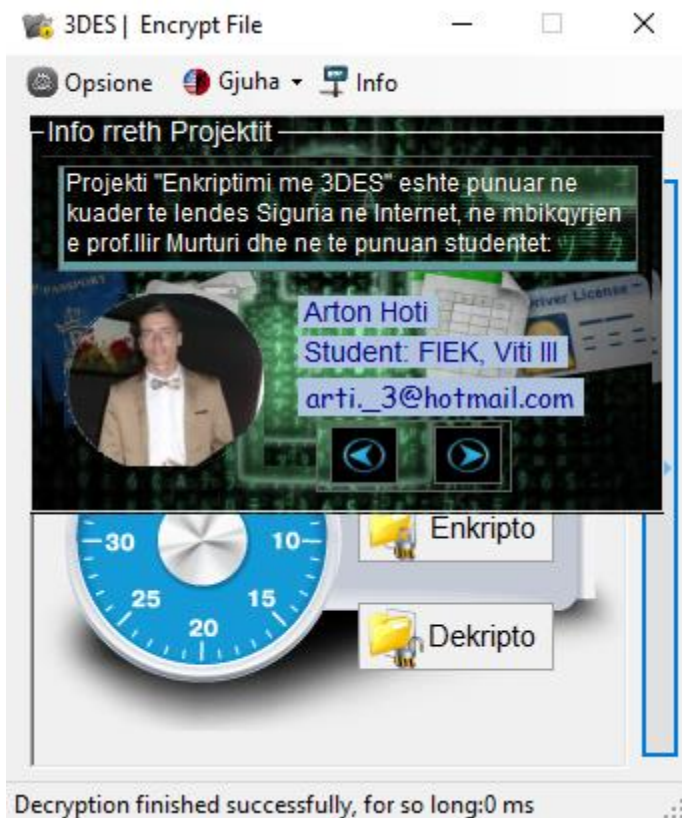 3DES | Encrypt File
Opsione Gjuha Info
Info rreth Projektit
Projekti "Enkriptimi me 3DES" eshte punuar ne
kuader te lendes Siguria ne Internet, ne mbikqyrjen
e prof.Ilir Murturi dhe ne te punuan studentet:
PASSPORT
Driver License
Arton Hoti
Student: FIEK, Viti III
arti._3@hotmail.com
30 10
Enkripto
25 15
20
Dekripto
Decryption finished successfully, for so long:0 ms